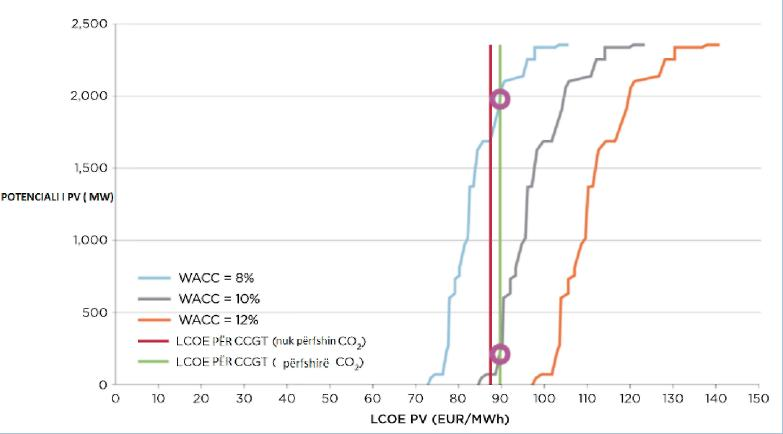 2,500
2,000
1,500
POTENCIALI I PV ( MW)
1,000
500
0
WACC = 8%
WACC = 10%
WACC = 12%
LCOE PËR CCGT (nuk përfshin CO₂)
LCOE PËR CCGT ( përfshirë CO₂)
0 10 20 30 40 50 60 70 80 90 100 110 120 130 140 150
LCOE PV (EUR/MWh)